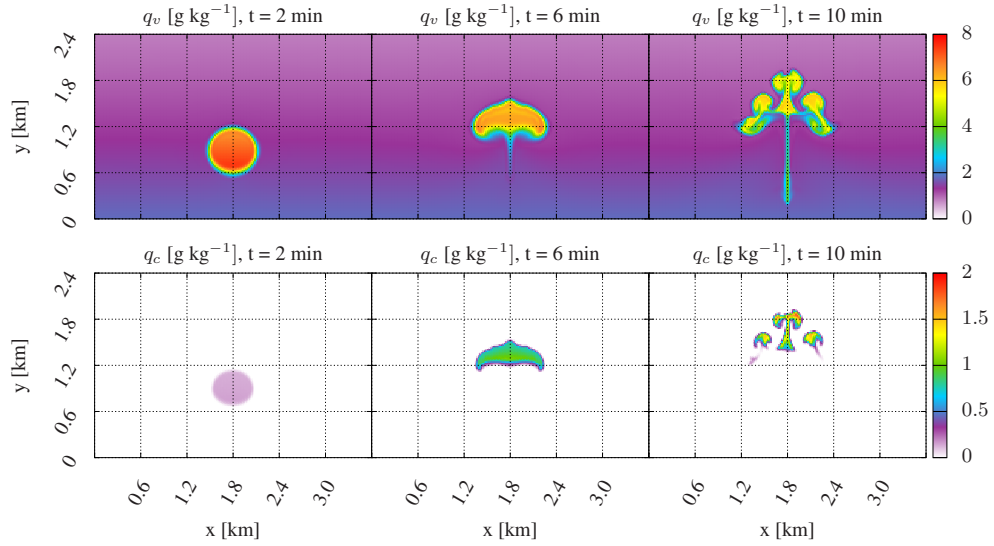 q_v [g kg⁻¹], t = 2 min
q_v [g kg⁻¹], t = 6 min
q_v [g kg⁻¹], t = 10 min
y [km]
2.4
1.8
1.2
0.6
0
8
6
4
2
0
q_c [g kg⁻¹], t = 2 min
q_c [g kg⁻¹], t = 6 min
q_c [g kg⁻¹], t = 10 min
y [km]
2.4
1.8
1.2
0.6
0
2
1.5
1
0.5
0
0.6 1.2 1.8 2.4 3.0
0.6 1.2 1.8 2.4 3.0
0.6 1.2 1.8 2.4 3.0
x [km]
x [km]
x [km]